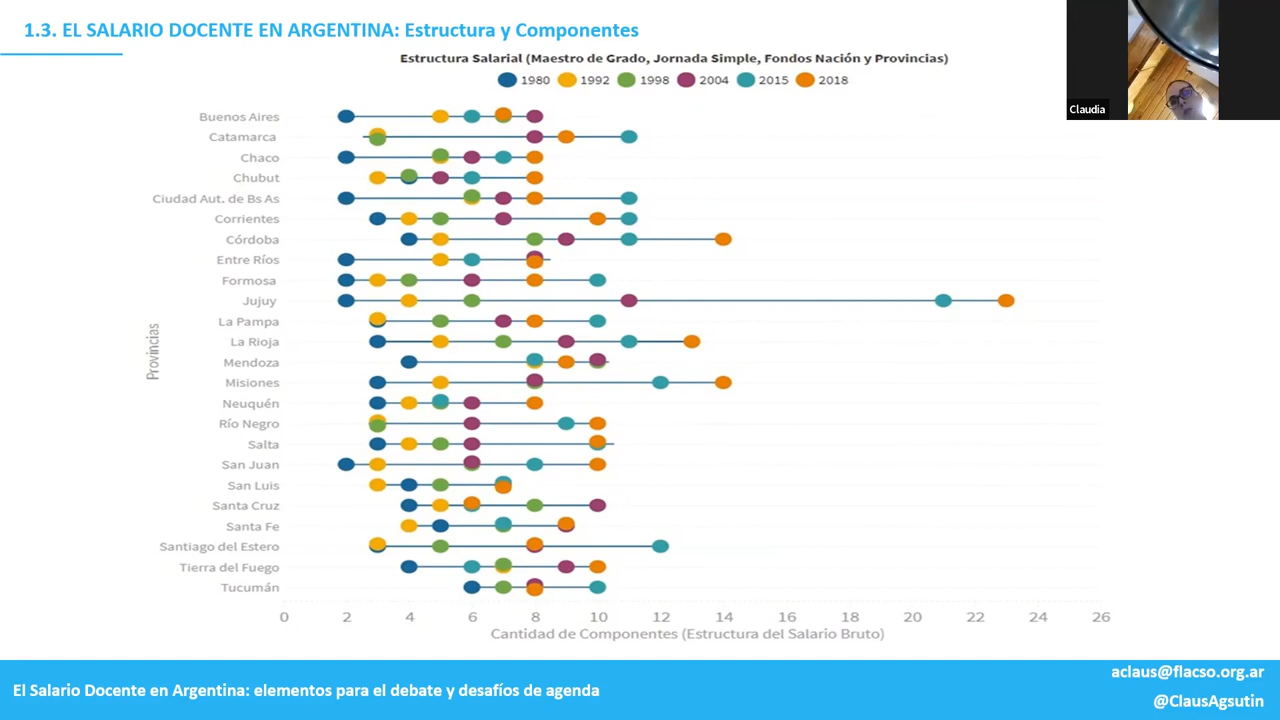 1.3. EL SALARIO DOCENTE EN ARGENTINA: Estructura y Componentes
Claudia
Estructura Salarial (Maestro de Grado, Jornada Simple, Fondos Nación y Provincias)
1980 1992 1998 2004 2015 2018
Provincias
Buenos Aires
Catamarca
Chaco
Chubut
Ciudad Aut. de Bs As
Corrientes
Córdoba
Entre Ríos
Formosa
Jujuy
La Pampa
La Rioja
Mendoza
Misiones
Neuquén
Río Negro
Salta
San Juan
San Luis
Santa Cruz
Santa Fe
Santiago del Estero
Tierra del Fuego
Tucumán
0 2 4 6 8 10 12 14 16 18 20 22 24 26
Cantidad de Componentes (Estructura del Salario Bruto)
El Salario Docente en Argentina: elementos para el debate y desafíos de agenda
aclaus@flacso.org.ar
@ClausAgsutin